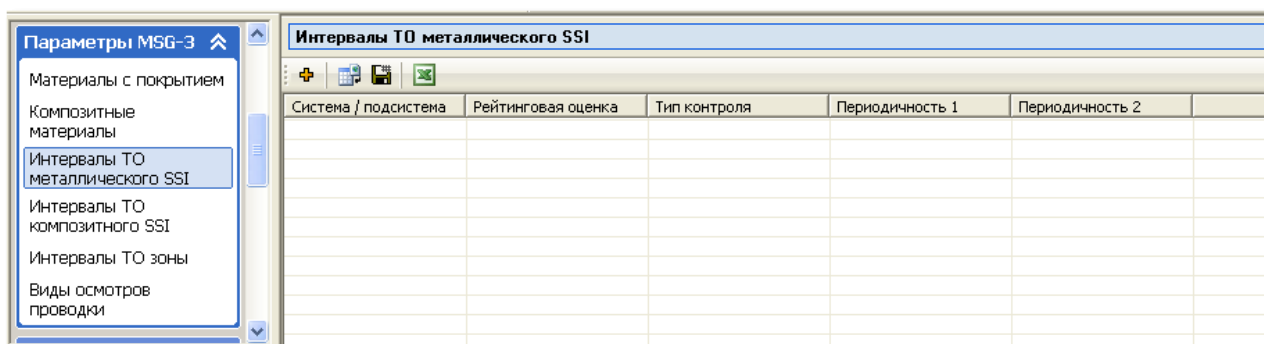 Параметры MSG-3
Материалы с покрытием
Композитные
материалы
Интервалы ТО
металлического SSI
Интервалы ТО
композитного SSI
Интервалы ТО зоны
Виды осмотров
проводки
Интервалы ТО металлического SSI
Система / подсистема Рейтинговая оценка Тип контроля Периодичность 1 Периодичность 2